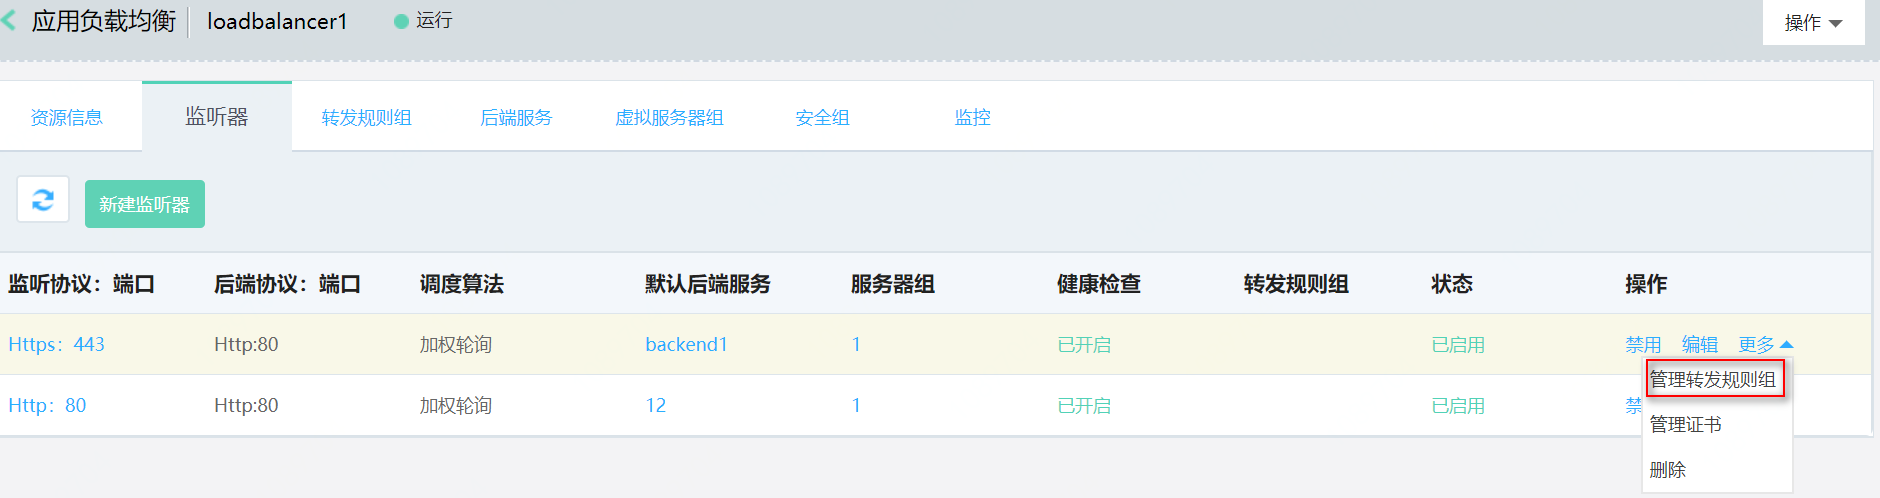 应用负载均衡 loadbalancer1 运行 操作
资源信息 监听器 转发规则组 后端服务 虚拟服务器组 安全组 监控
新建监听器
监听协议：端口 后端协议：端口 调度算法 默认后端服务 服务器组 健康检查 转发规则组 状态 操作
Https：443 Http:80 加权轮询 backend1 1 已开启 已启用 禁用 编辑 更多
管理转发规则组
Http：80 Http:80 加权轮询 12 1 已开启 已启用 禁
管理证书
删除